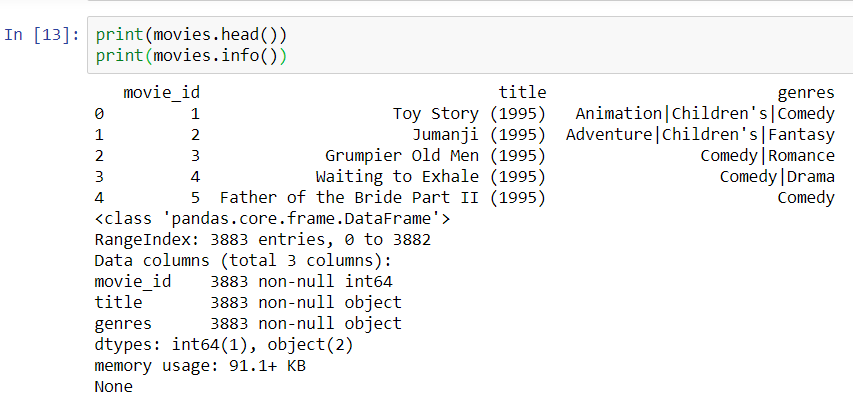 In [13]: print(movies.head())
print(movies.info())
movie_id title genres
0 1 Toy Story (1995) Animation|Children's|Comedy
1 2 Jumanji (1995) Adventure|Children's|Fantasy
2 3 Grumpier Old Men (1995) Comedy|Romance
3 4 Waiting to Exhale (1995) Comedy|Drama
4 5 Father of the Bride Part II (1995) Comedy
<class 'pandas.core.frame.DataFrame'>
RangeIndex: 3883 entries, 0 to 3882
Data columns (total 3 columns):
movie_id 3883 non-null int64
title 3883 non-null object
genres 3883 non-null object
dtypes: int64(1), object(2)
memory usage: 91.1+ KB
None